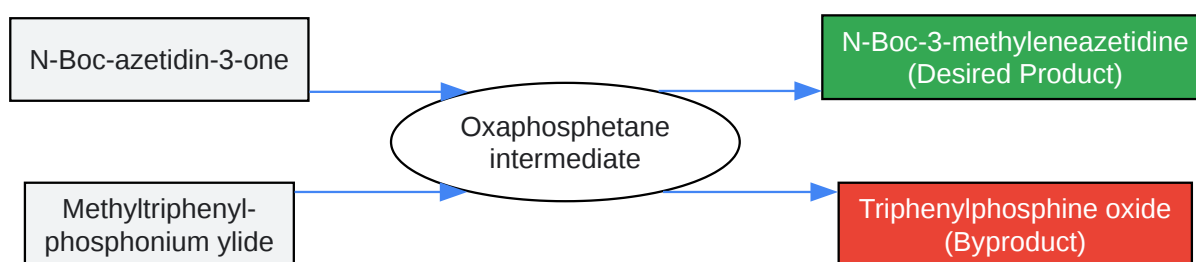 N-Boc-azetidin-3-one
N-Boc-3-methyleneazetidine
(Desired Product)
Oxaphosphetane
intermediate
Methyltriphenyl-
phosphonium ylide
Triphenylphosphine oxide
(Byproduct)